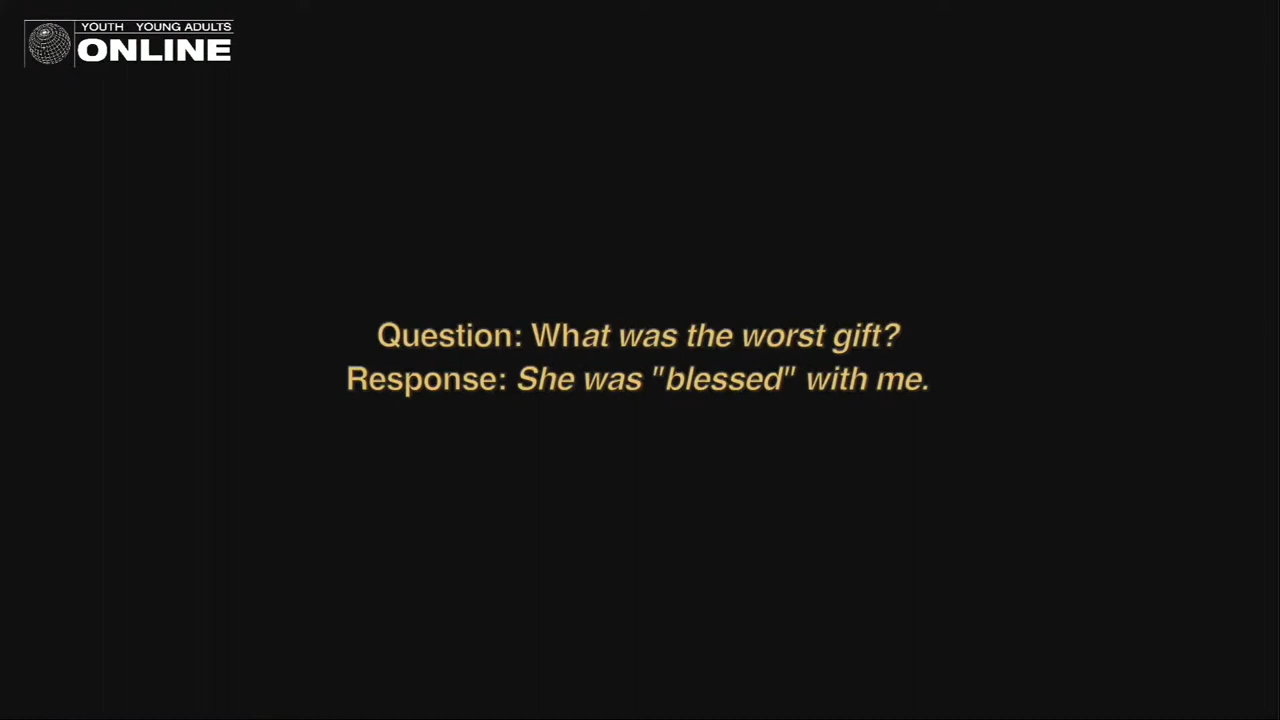 YOUTH YOUNG ADULTS
ONLINE
Question: What was the worst gift?
Response: She was "blessed" with me.